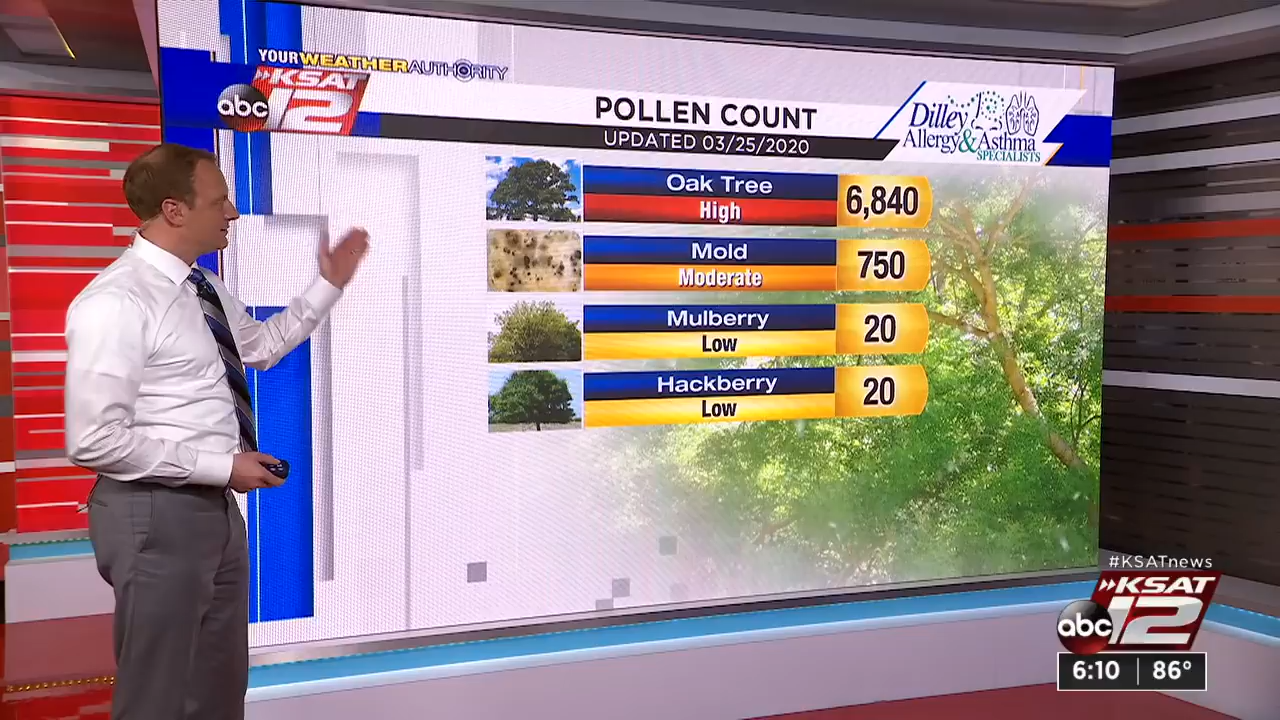 YOUR WEATHER AUTHORITY
abc KSAT 12
POLLEN COUNT
UPDATED 03/25/2020
Dilley
Allergy & Asthma
SPECIALISTS
Oak Tree
High
6,840
Mold
Moderate
750
Mulberry
Low
20
Hackberry
Low
20
#KSATnews
abc KSAT 12
6:10 86°